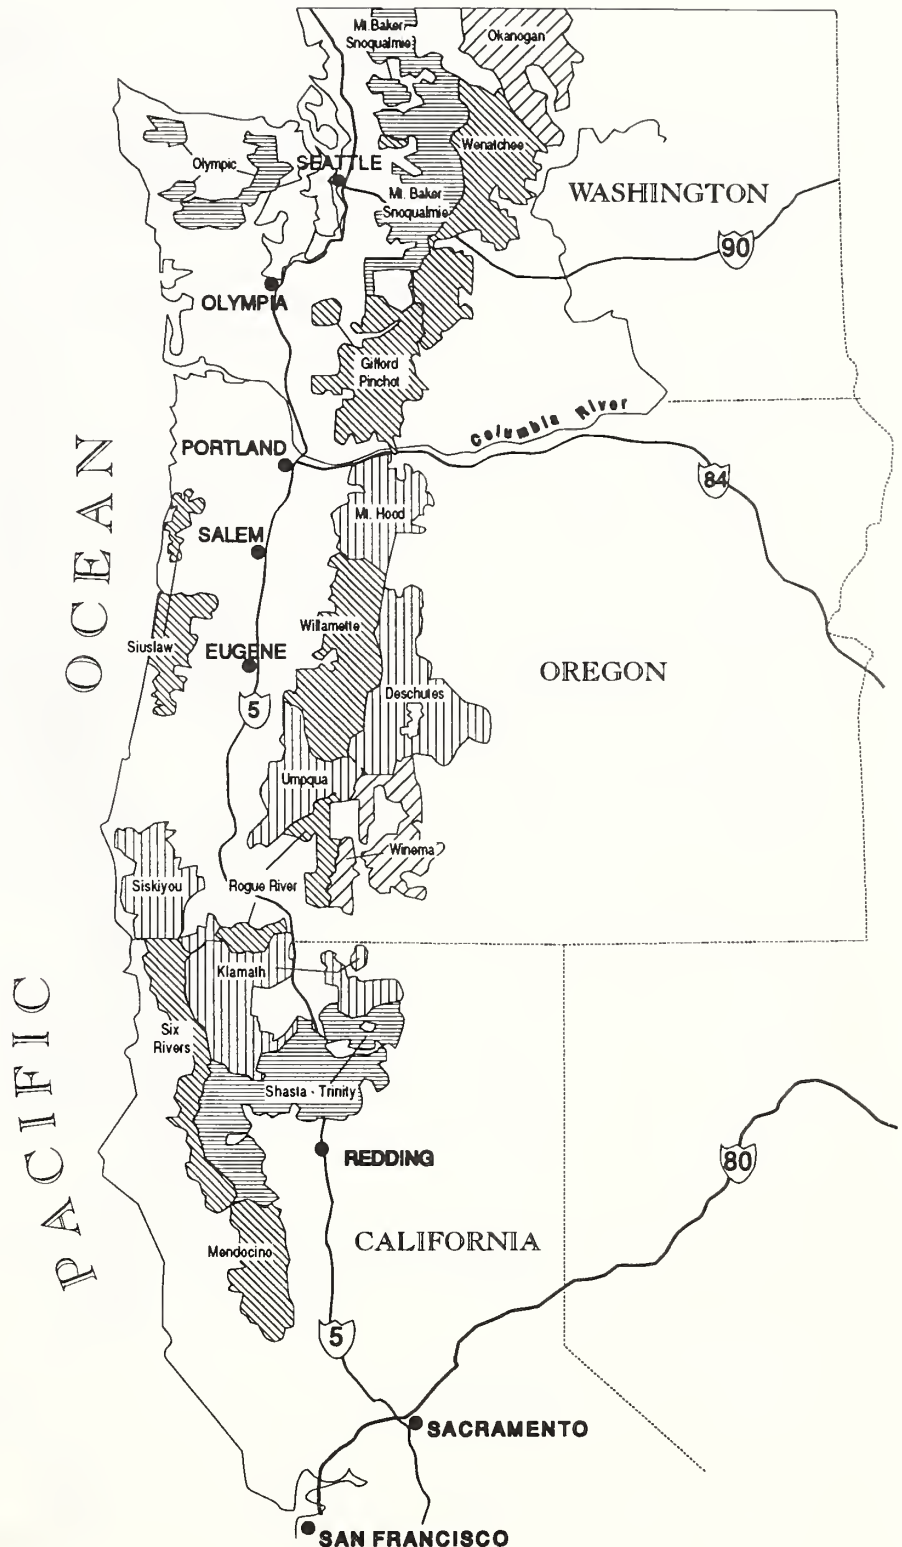 Mt. Baker
Snoqualmie
Okanogan
Olympic
SEATTLE
Wenatchee
Mt. Baker
Snoqualmie
WASHINGTON
90
OLYMPIA
Gifford
Pinchot
Columbia River
PORTLAND
84
Mt. Hood
SALEM
Willamette
Siuslaw
EUGENE
OREGON
Deschutes
5
Umpqua
Winema
Siskiyou
Rogue River
Klamath
Six
Rivers
Shasta - Trinity
REDDING
80
CALIFORNIA
Mendocino
5
SACRAMENTO
SAN FRANCISCO
PACIFIC OCEAN